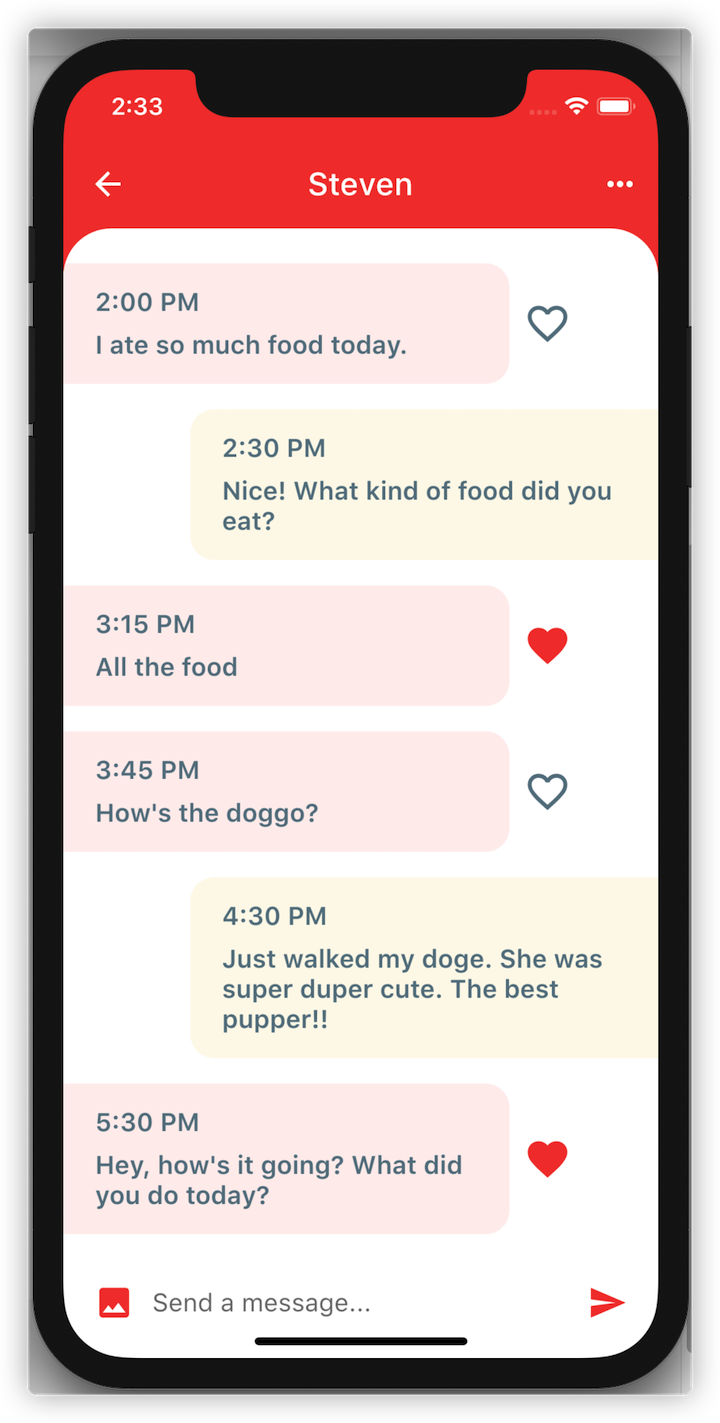 2:33
Steven
2:00 PM
I ate so much food today.
2:30 PM
Nice! What kind of food did you
eat?
3:15 PM
All the food
3:45 PM
How's the doggo?
4:30 PM
Just walked my doge. She was
super duper cute. The best
pupper!!
5:30 PM
Hey, how's it going? What did
you do today?
Send a message...